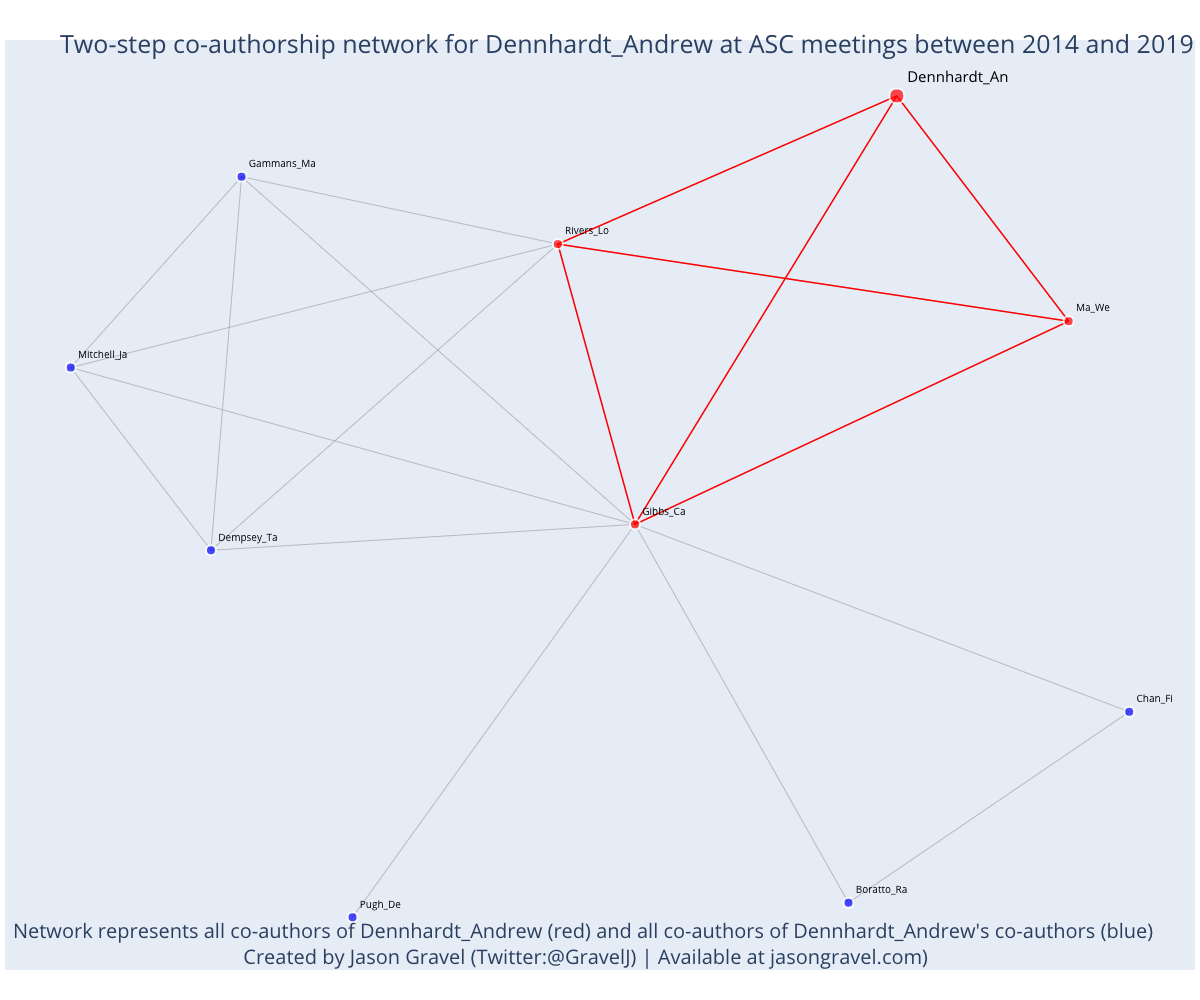 Two-step co-authorship network for Dennhardt_Andrew at ASC meetings between 2014 and 2019
Dennhardt_An
Gammans_Ma
Rivers_Lo
Ma_We
Mitchell_Ja
Gibbs_Ca
Dempsey_Ta
Chan_Fi
Boratto_Ra
Pugh_De
Network represents all co-authors of Dennhardt_Andrew (red) and all co-authors of Dennhardt_Andrew's co-authors (blue)
Created by Jason Gravel (Twitter:@GravelJ) | Available at jasongravel.com)